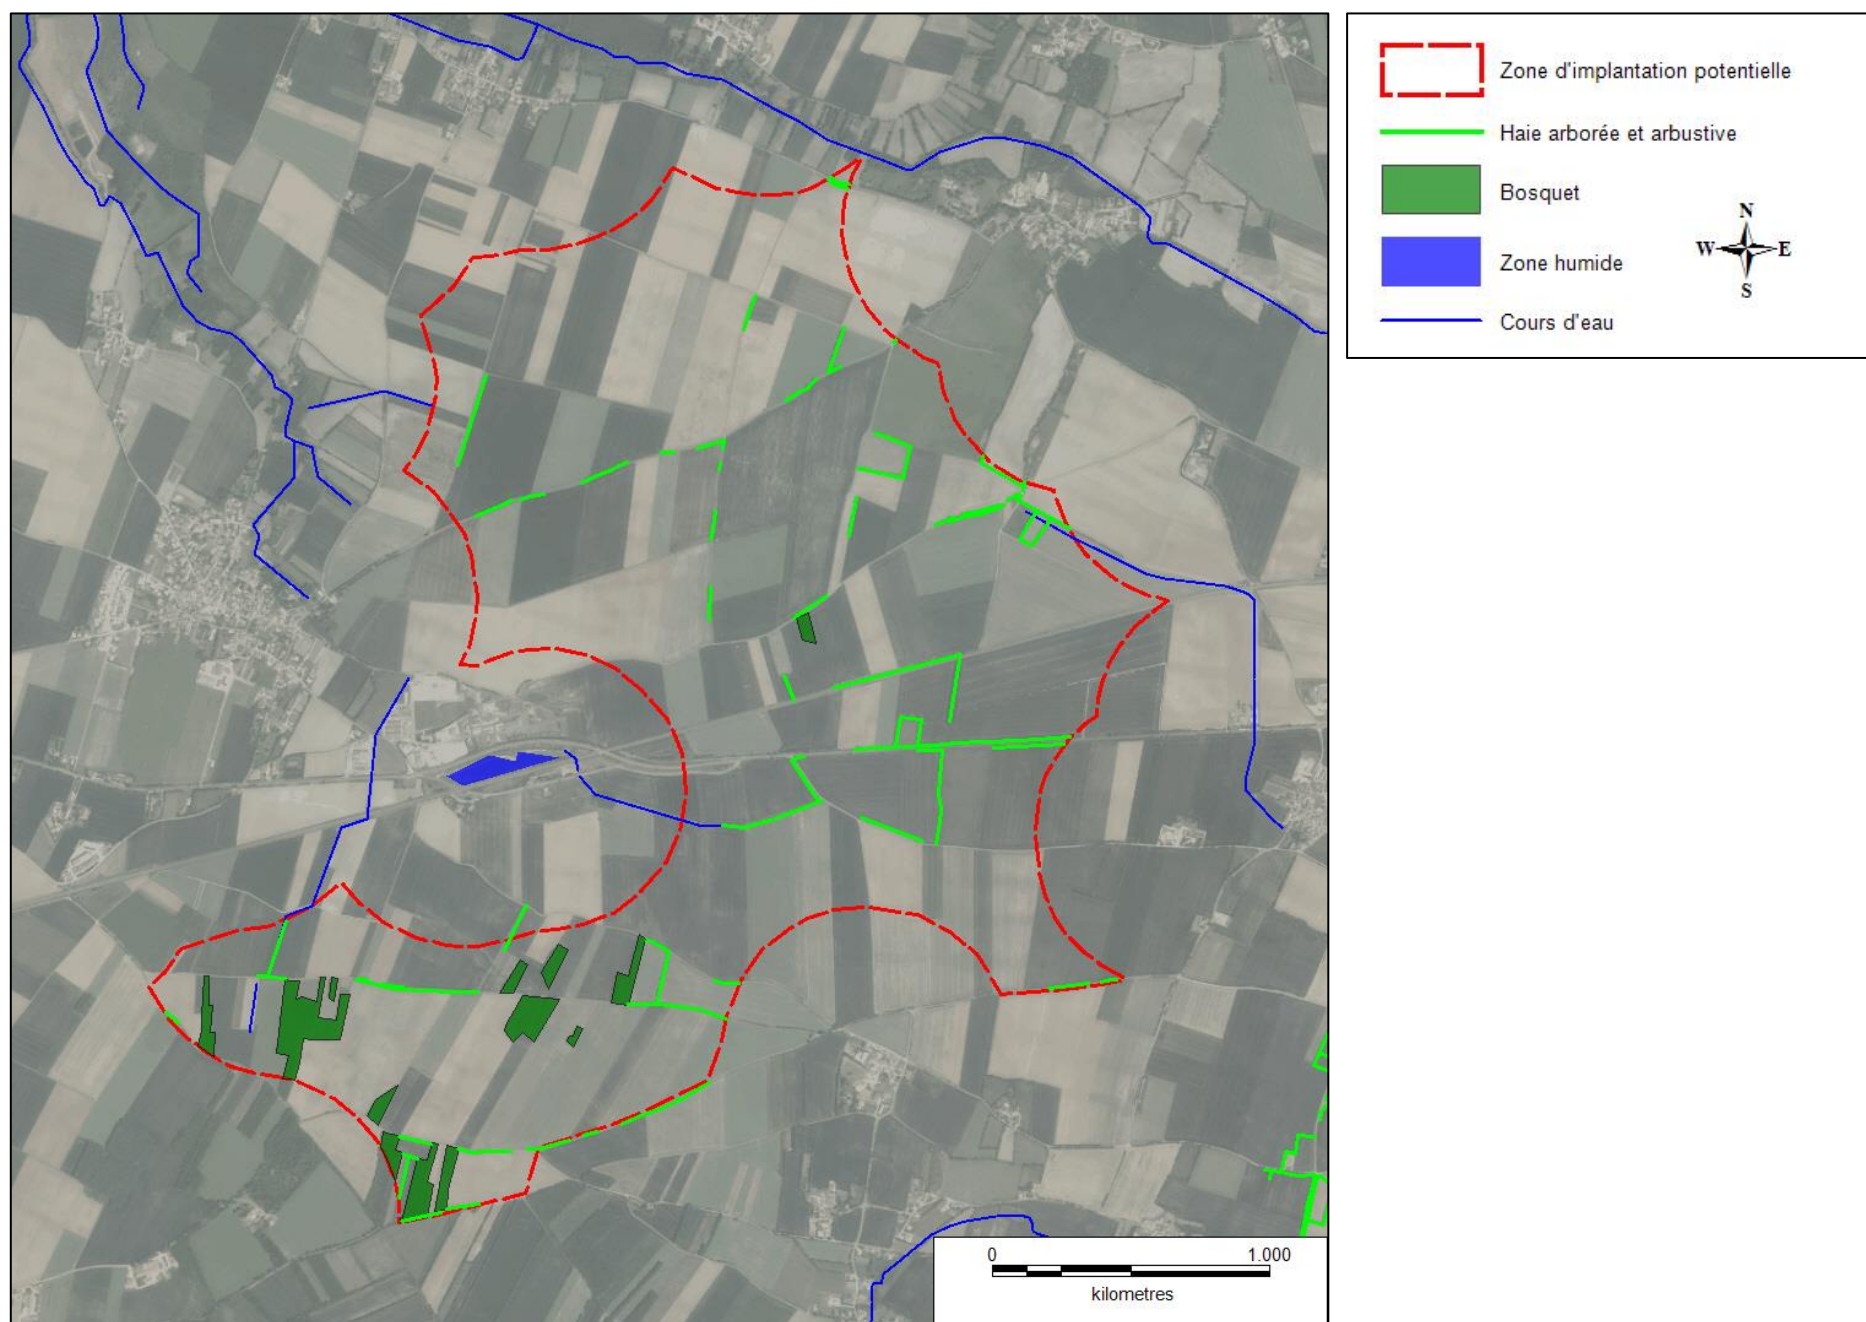 Zone d'implantation potentielle
Haie arborée et arbustive
Bosquet
Zone humide
Cours d'eau
N
W E
S
0 1.000
kilometres